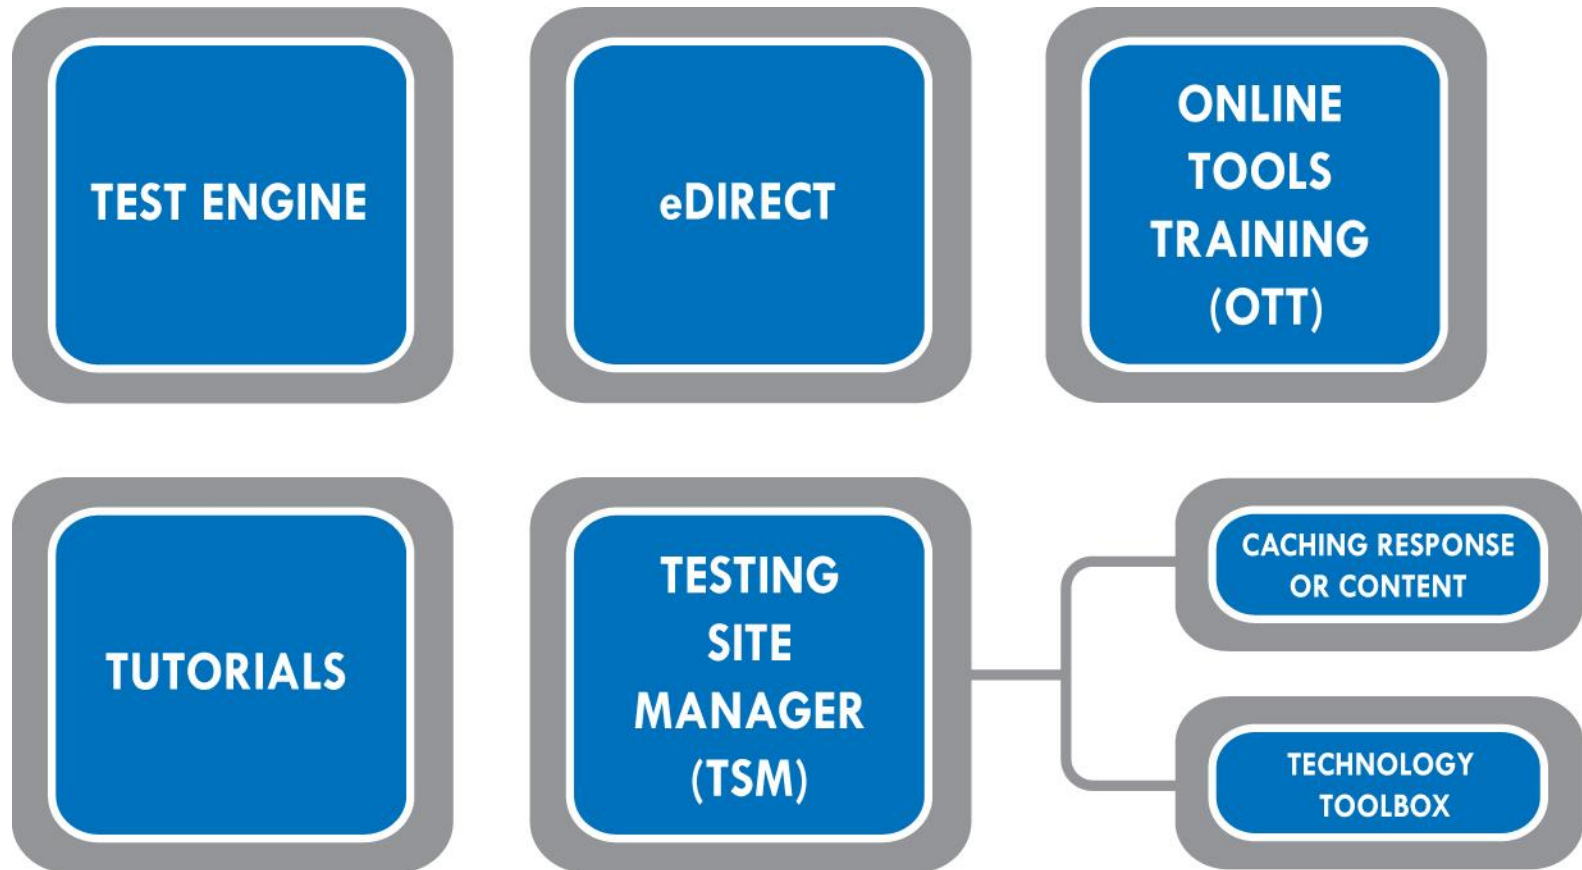 TEST ENGINE
eDIRECT
ONLINE
TOOLS
TRAINING
(OTT)
TUTORIALS
TESTING
SITE
MANAGER
(TSM)
CACHING RESPONSE
OR CONTENT
TECHNOLOGY
TOOLBOX